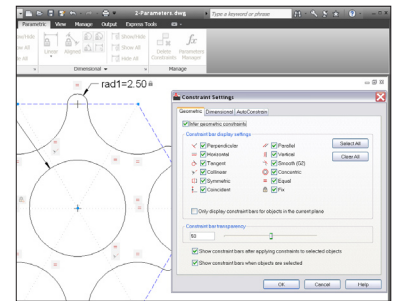 2-Parameters.dwg
Type a keyword or phrase
Parametric View Manage Output Express Tools
Show/Hide
Show All
Hide All
Linear Aligned
Show/Hide
Show All
Hide All
Delete Constraints
Parameters Manager
Dimensional
Manage
rad1=2.50
Constraint Settings
Geometric Dimensional AutoConstrain
Infer geometric constraints
Constraint bar display settings
Perpendicular Parallel
Horizontal Vertical
Tangent Smooth (G2)
Collinear Concentric
Symmetric Equal
Coincident Fix
Select All
Clear All
Only display constraint bars for objects in the current plane
Constraint bar transparency
50
Show constraint bars after applying constraints to selected objects
Show constraint bars when objects are selected
OK Cancel Help